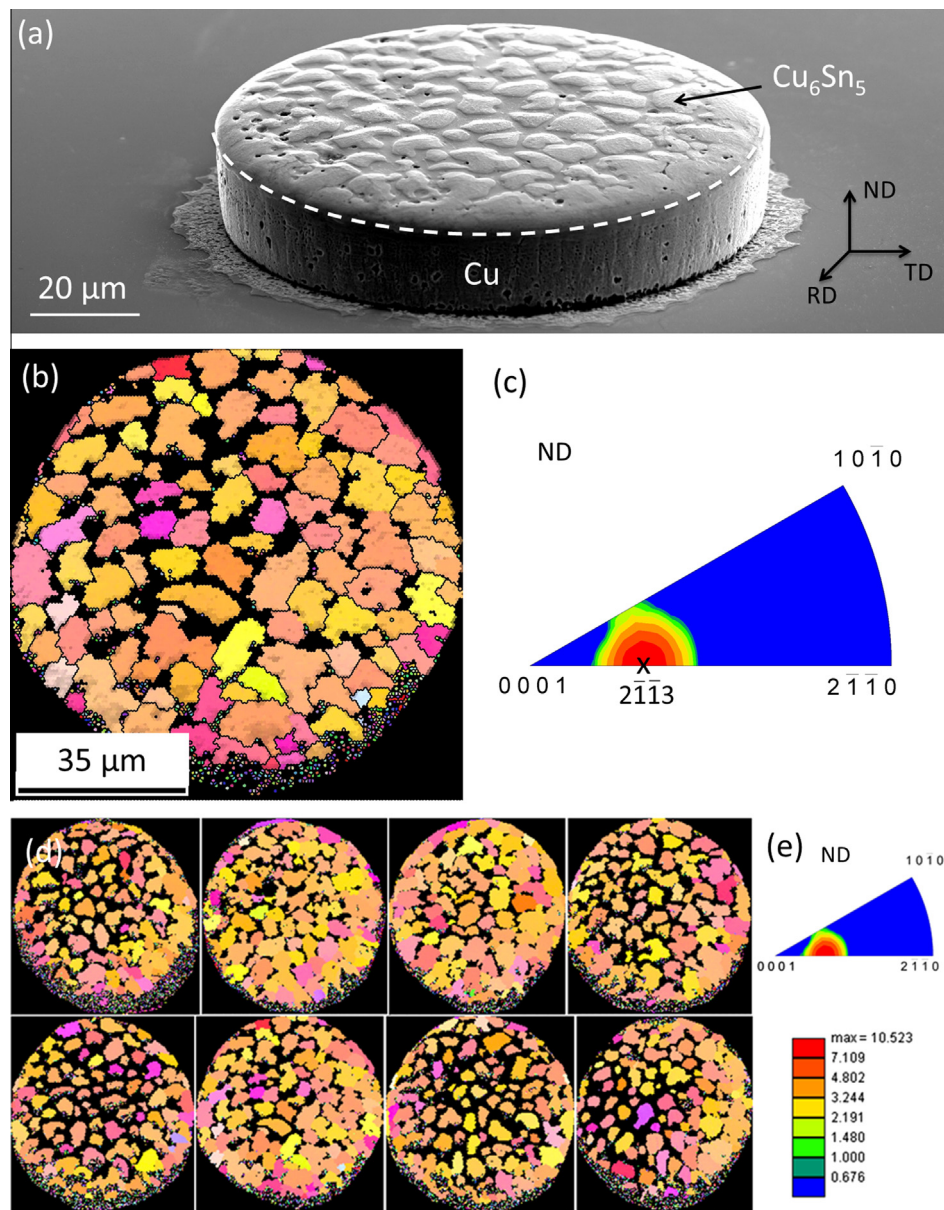 (a)
Cu₆Sn₅
ND
TD
RD
Cu
20 μm
(b)
35 μm
(c)
ND
1 0 1̅ 0
0 0 0 1
2 1̅ 1̅ 0
x
21̅1̅3
(d)
(e)
ND
1 0 1̅ 0
0 0 0 1
2 1̅ 1̅ 0
max = 10.523
7.109
4.802
3.244
2.191
1.480
1.000
0.676